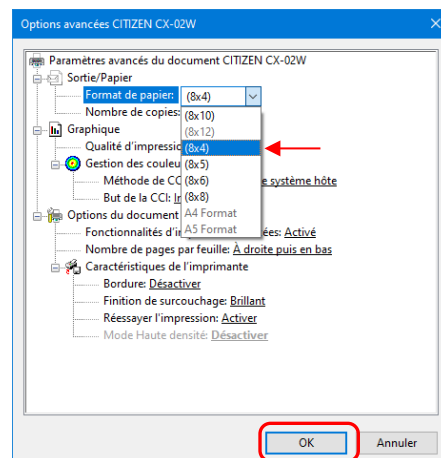 Options avancées CITIZEN CX-02W
Paramètres avancés du document CITIZEN CX-02W
Sortie/Papier
Format de papier: (8x4)
Nombre de copies:
(8x10)
(8x12)
Graphique
Qualité d'impressio
(8x4)
Gestion des couleu
(8x5)
Méthode de CC
(8x6)
e système hôte
But de la CCI: In
(8x8)
Options du document
A4 Format
Fonctionnalités d'i
A5 Format
ées: Activé
Nombre de pages par feuille: À droite puis en bas
Caractéristiques de l'imprimante
Bordure: Désactiver
Finition de surcouchage: Brillant
Réessayer l'impression: Activer
Mode Haute densité: Désactiver
OK
Annuler